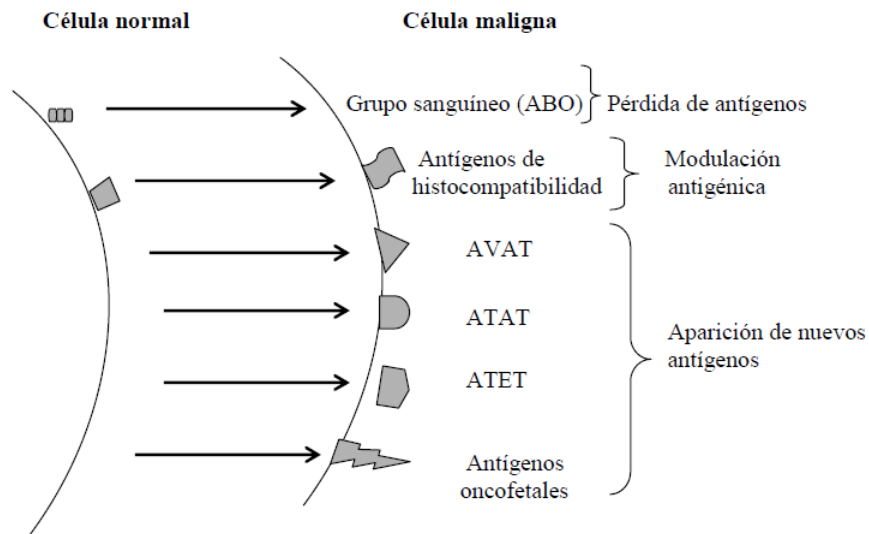 Célula normal
Célula maligna
Grupo sanguíneo (ABO)
Pérdida de antígenos
Antígenos de
histocompatibilidad
Modulación
antigénica
AVAT
ATAT
ATET
Antígenos
oncofetales
Aparición de nuevos
antígenos